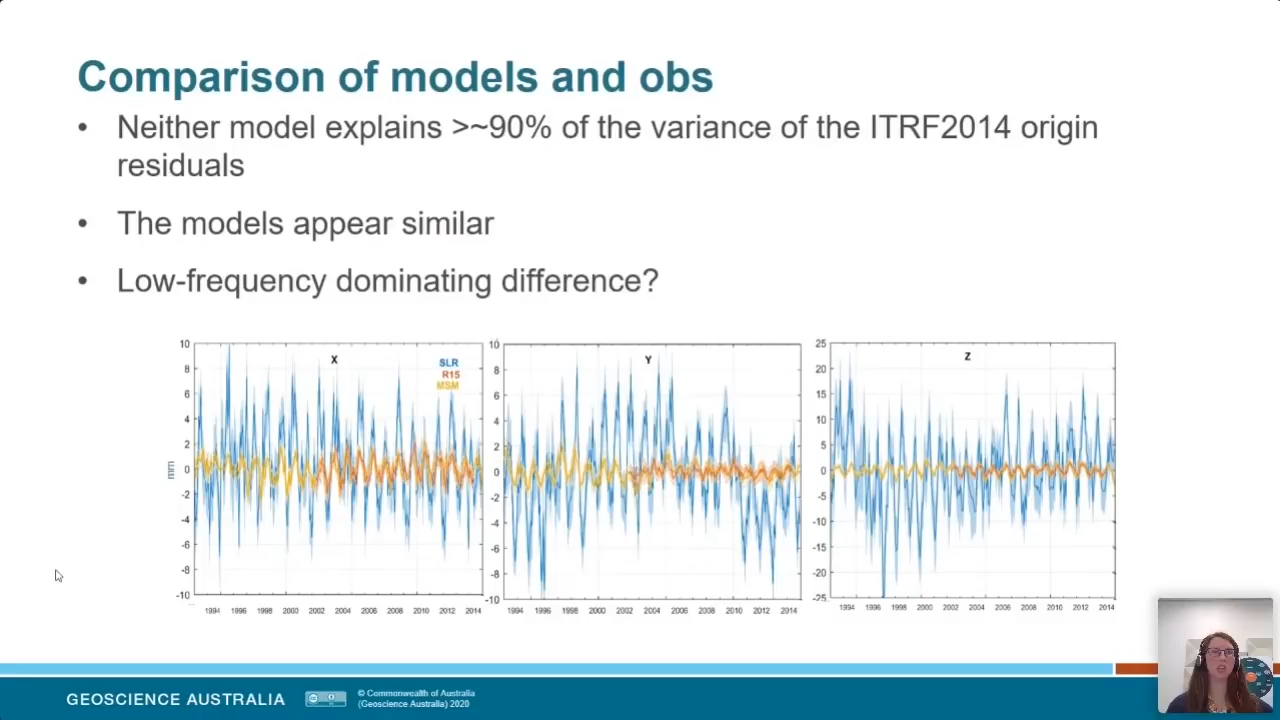 Comparison of models and obs
• Neither model explains >~90% of the variance of the ITRF2014 origin
residuals
• The models appear similar
• Low-frequency dominating difference?
X
SLR
R15
MSM
mm
10
8
6
4
2
0
-2
-4
-6
-8
-10
1994 1996 1998 2000 2002 2004 2006 2008 2010 2012 2014
Y
10
8
6
4
2
0
-2
-4
-6
-8
-10
1994 1996 1998 2000 2002 2004 2006 2008 2010 2012 2014
Z
25
20
15
10
5
0
-5
-10
-15
-20
-25
1994 1996 1998 2000 2002 2004 2006 2008 2010 2012 2014
GEOSCIENCE AUSTRALIA
© Commonwealth of Australia
(Geoscience Australia) 2020